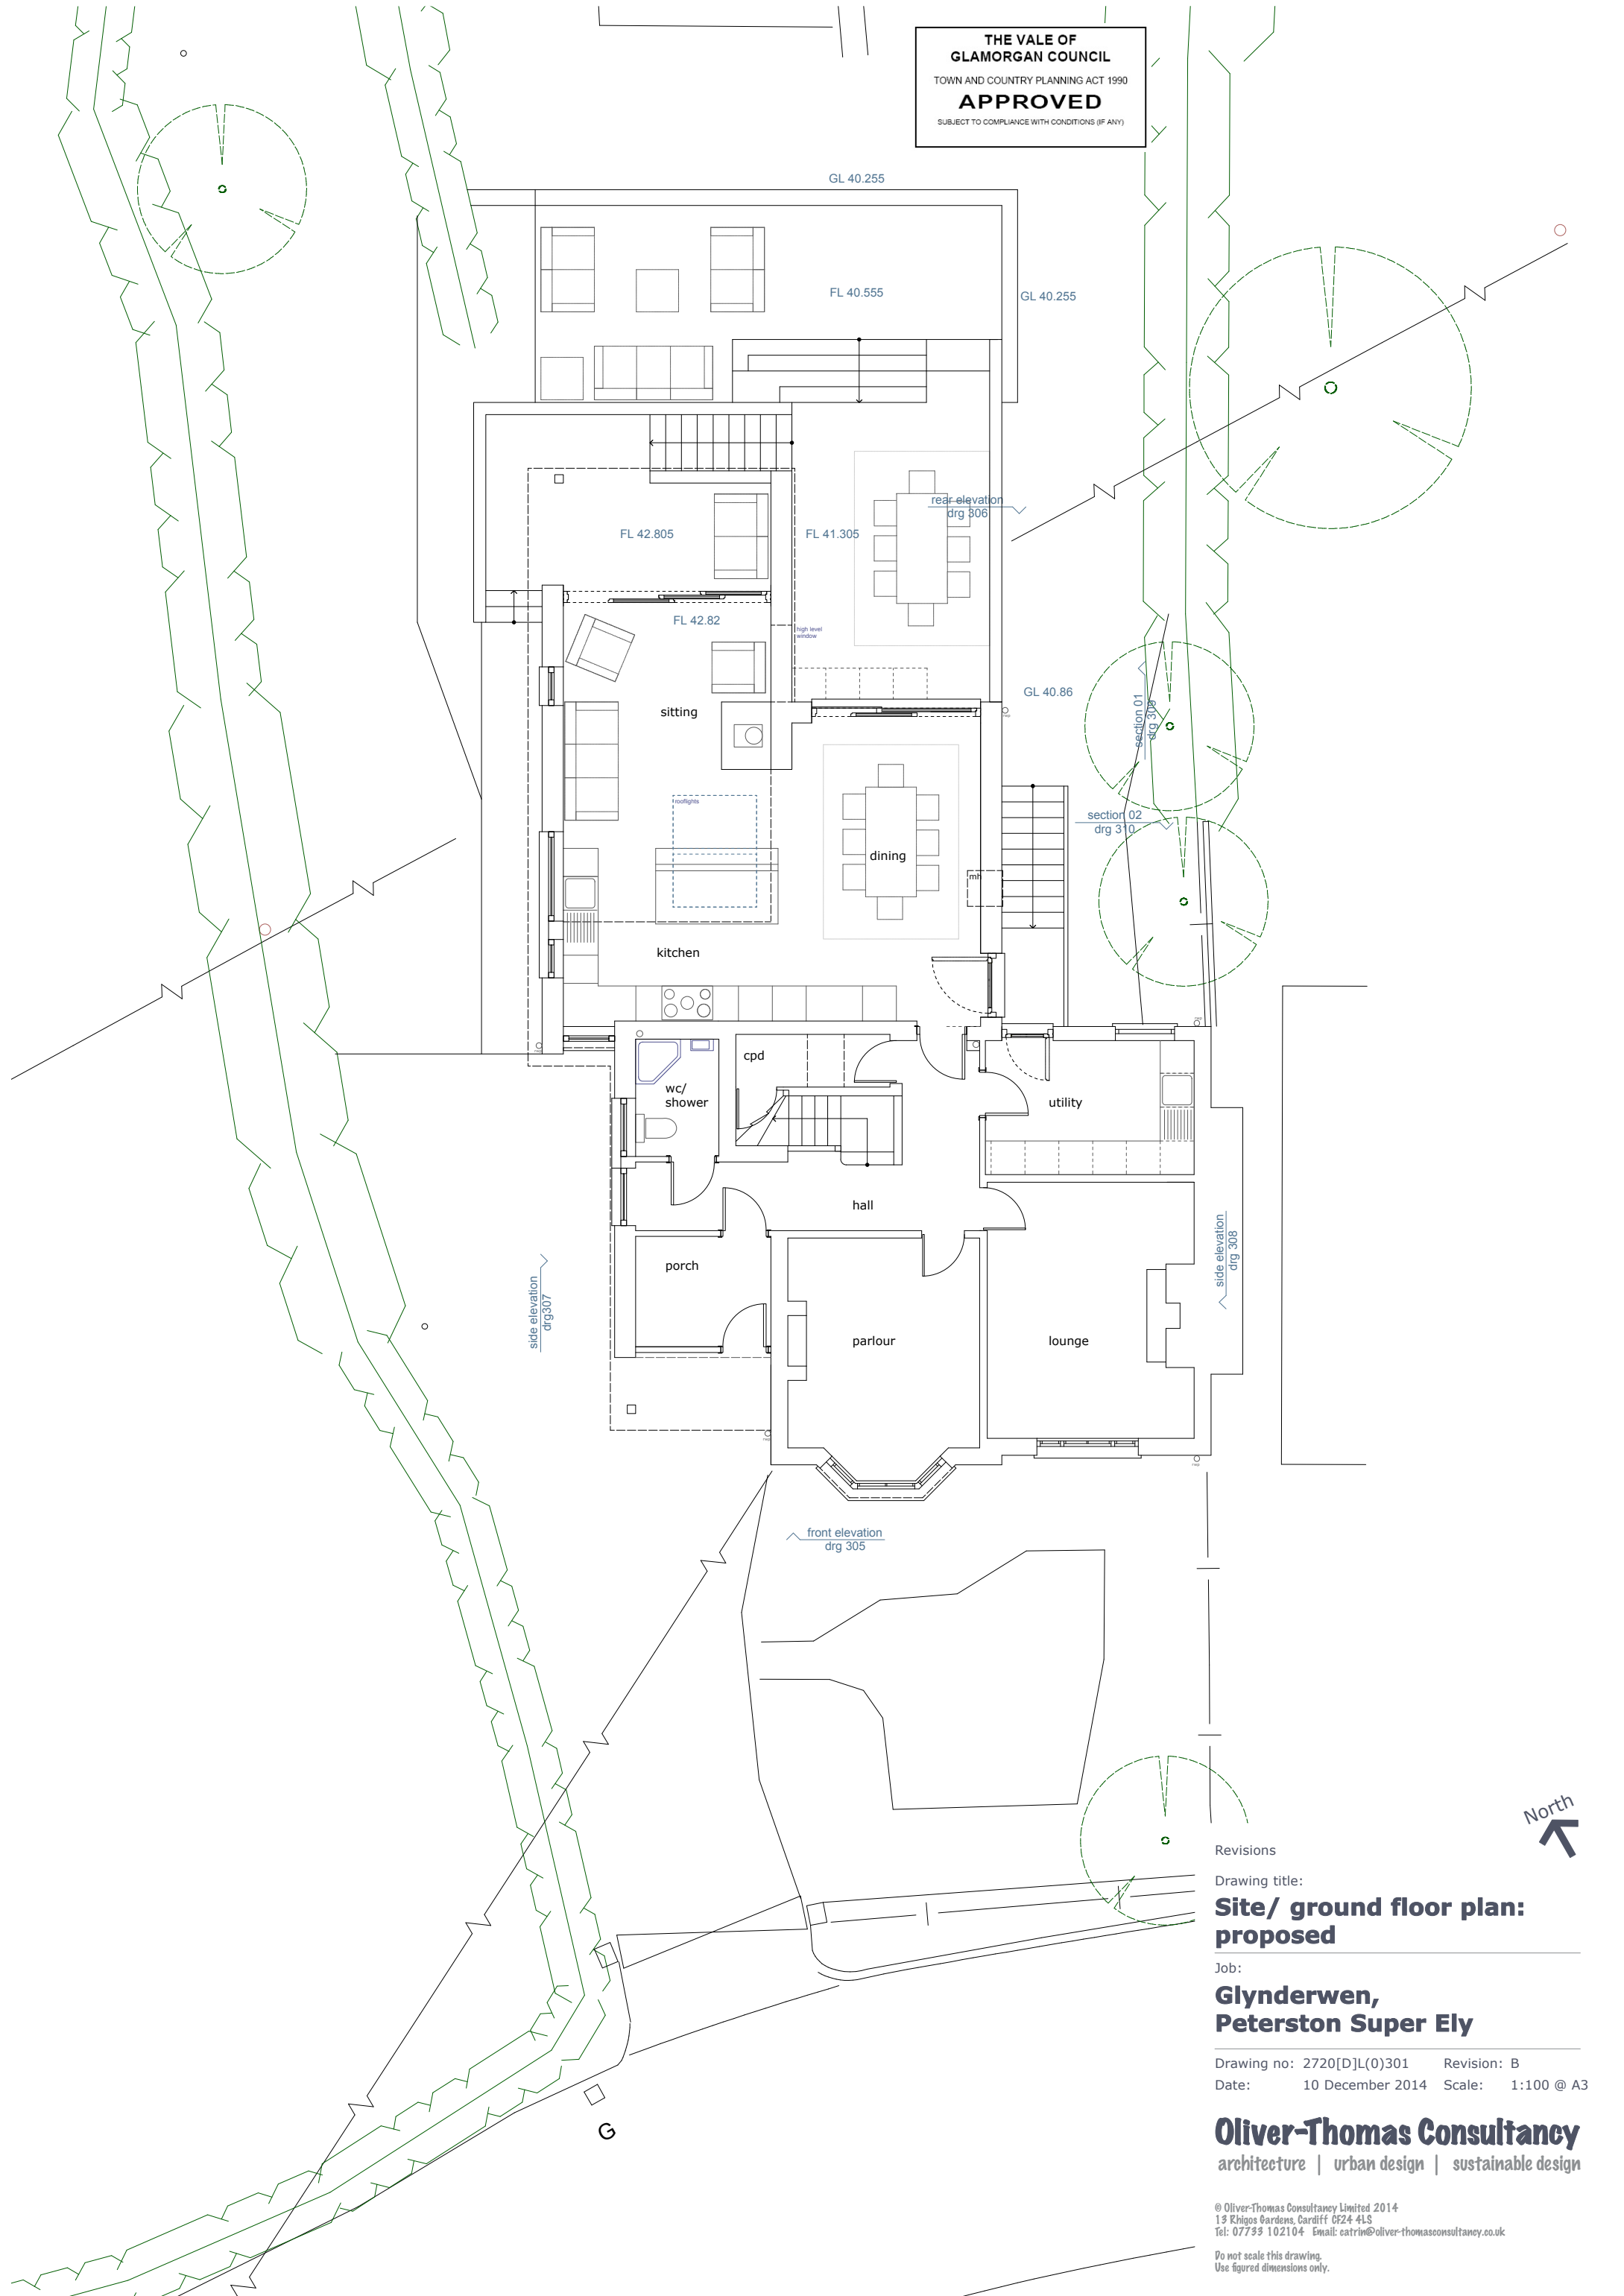 THE VALE OF
GLAMORGAN COUNCIL
TOWN AND COUNTRY PLANNING ACT 1990
APPROVED
SUBJECT TO COMPLIANCE WITH CONDITIONS (IF ANY)
GL 40.255
FL 40.555
GL 40.255
rear elevation
drg 306
FL 42.805
FL 41.305
FL 42.82
high level
window
GL 40.86
section 01
drg 309
sitting
rooflights
section 02
drg 310
dining
mh
kitchen
cpd
wc/
shower
utility
hall
side elevation
drg 308
porch
side elevation
drg307
parlour
lounge
front elevation
drg 305
North
Revisions
Drawing title:
Site/ ground floor plan:
proposed
Job:
Glynderwen,
Peterston Super Ely
Drawing no: 2720[D]L(0)301 Revision: B
Date: 10 December 2014 Scale: 1:100 @ A3
G
Oliver-Thomas Consultancy
architecture | urban design | sustainable design
© Oliver-Thomas Consultancy Limited 2014
13 Rhigos Gardens, Cardiff CF24 4LS
Tel: 07733 102104 Email: catrin@oliver-thomasconsultancy.co.uk
Do not scale this drawing.
Use figured dimensions only.